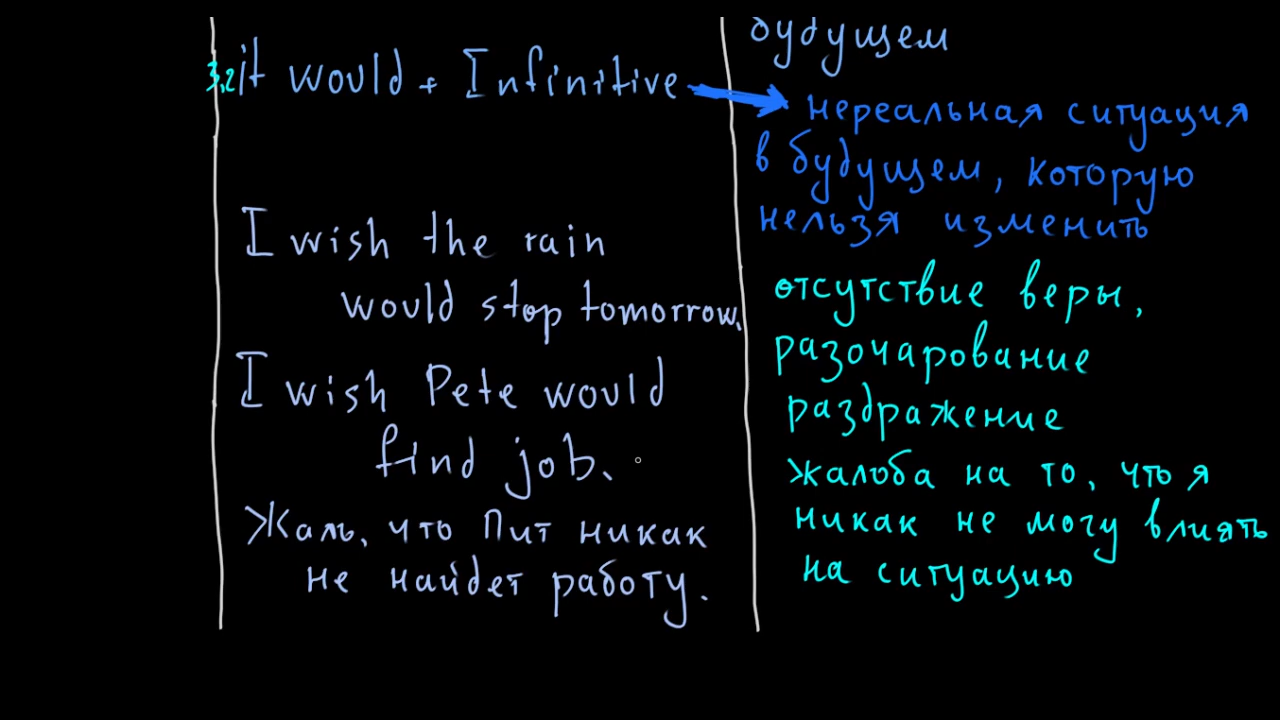 будущем
3,2 it would + Infinitive
нереальная ситуация
в будущем, которую
нельзя изменить
I wish the rain
would stop tomorrow.
I wish Pete would
find job.
Жаль, что Пит никак
не найдет работу.
отсутствие веры,
разочарование
раздражение
жалоба на то, что я
никак не могу влиять
на ситуацию